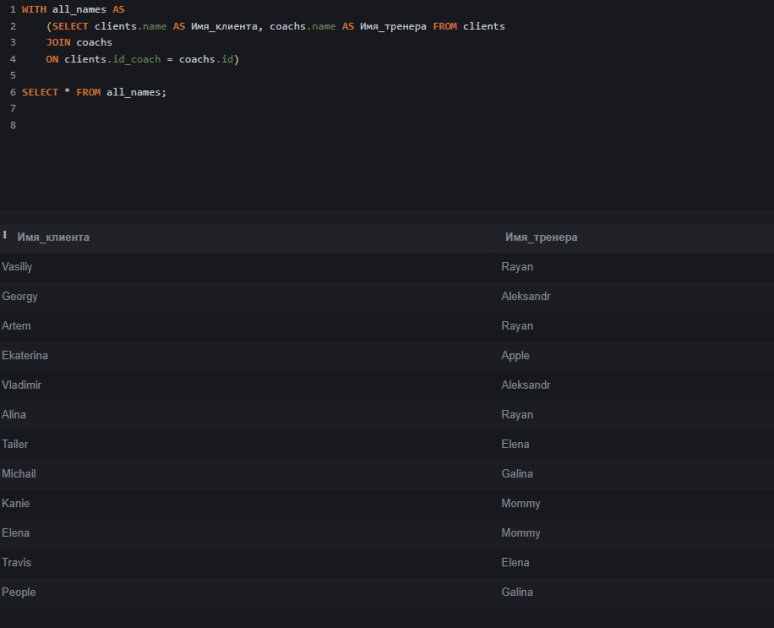 1 WITH all_names AS
2 (SELECT clients.name AS Имя_клиента, coachs.name AS Имя_тренера FROM clients
3 JOIN coachs
4 ON clients.id_coach = coachs.id)
5
6 SELECT * FROM all_names;
7
8
Имя_клиента Имя_тренера
Vasiliy Rayan
Georgy Aleksandr
Artem Rayan
Ekaterina Apple
Vladimir Aleksandr
Alina Rayan
Tailer Elena
Michail Galina
Kanie Mommy
Elena Mommy
Travis Elena
People Galina